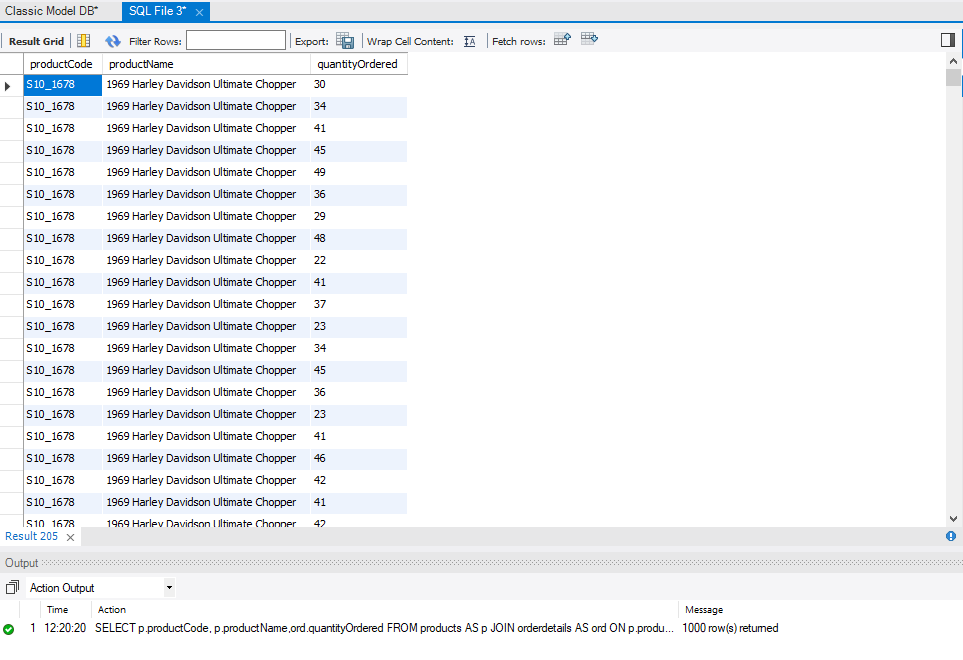 Classic Model DB* SQL File 3* ×
Result Grid Filter Rows: Export: Wrap Cell Content: IA Fetch rows:
productCode productName quantityOrdered
S10_1678 1969 Harley Davidson Ultimate Chopper 30
S10_1678 1969 Harley Davidson Ultimate Chopper 34
S10_1678 1969 Harley Davidson Ultimate Chopper 41
S10_1678 1969 Harley Davidson Ultimate Chopper 45
S10_1678 1969 Harley Davidson Ultimate Chopper 49
S10_1678 1969 Harley Davidson Ultimate Chopper 36
S10_1678 1969 Harley Davidson Ultimate Chopper 29
S10_1678 1969 Harley Davidson Ultimate Chopper 48
S10_1678 1969 Harley Davidson Ultimate Chopper 22
S10_1678 1969 Harley Davidson Ultimate Chopper 41
S10_1678 1969 Harley Davidson Ultimate Chopper 37
S10_1678 1969 Harley Davidson Ultimate Chopper 23
S10_1678 1969 Harley Davidson Ultimate Chopper 34
S10_1678 1969 Harley Davidson Ultimate Chopper 45
S10_1678 1969 Harley Davidson Ultimate Chopper 36
S10_1678 1969 Harley Davidson Ultimate Chopper 23
S10_1678 1969 Harley Davidson Ultimate Chopper 41
S10_1678 1969 Harley Davidson Ultimate Chopper 46
S10_1678 1969 Harley Davidson Ultimate Chopper 42
S10_1678 1969 Harley Davidson Ultimate Chopper 41
S10_1678 1969 Harley Davidson Ultimate Chopper 42
Result 205 ×
Output
Action Output
Time Action Message
1 12:20:20 SELECT p.productCode, p.productName,ord.quantityOrdered FROM products AS p JOIN orderdetails AS ord ON p.produ... 1000 row(s) returned